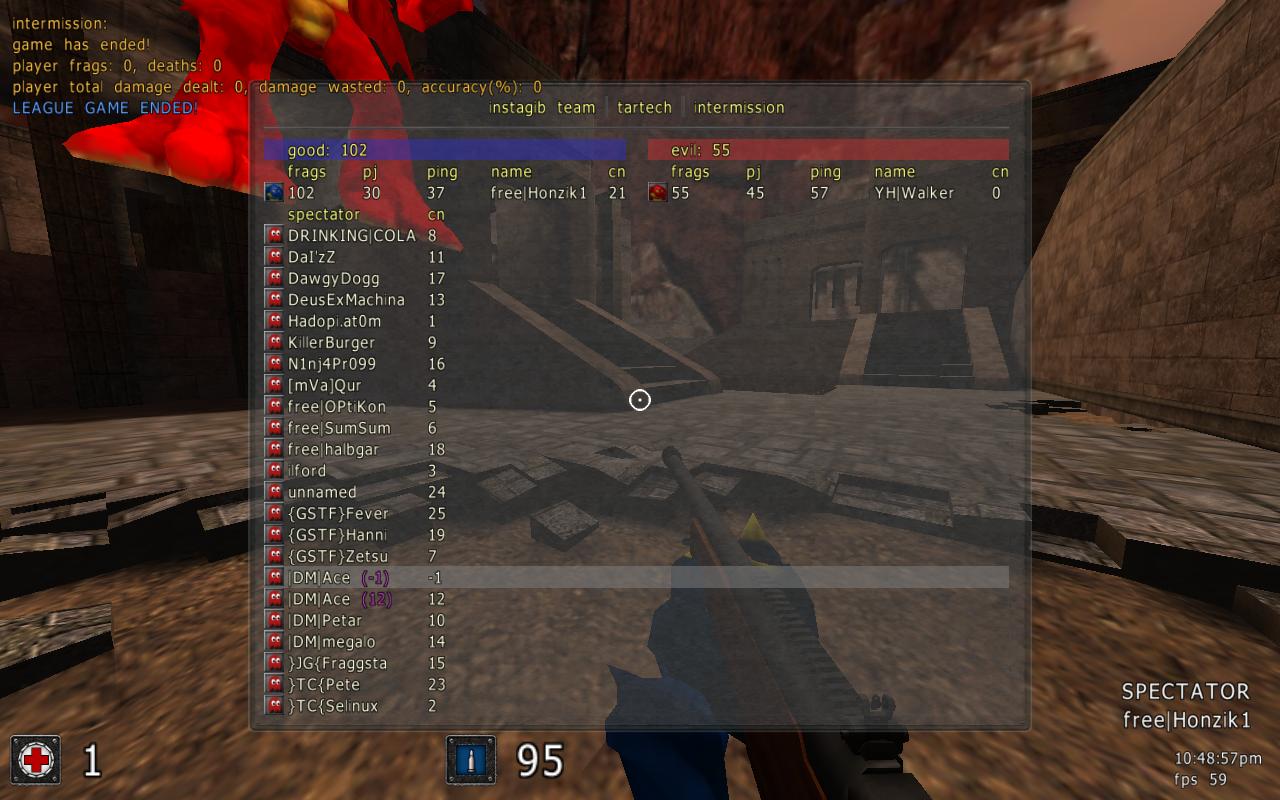 intermission:
game has ended!
player frags: 0, deaths: 0
player total damage dealt: 0, damage wasted: 0, accuracy(%): 0
LEAGUE GAME ENDED!
instagib team tartech intermission
good: 102 evil: 55
frags pj ping name cn frags pj ping name cn
102 30 37 free|Honzik1 21 55 45 57 YH|Walker 0
spectator cn
DRINKING|COLA 8
DaI'zZ 11
DawgyDogg 17
DeusExMachina 13
Hadopi.at0m 1
KillerBurger 9
N1nj4Pr099 16
[mVa]Qur 4
free|OPtiKon 5
free|SumSum 6
free|halbgar 18
ilford 3
unnamed 24
{GSTF}Fever 25
{GSTF}Hanni 19
{GSTF}Zetsu 7
|DM|Ace (-1) -1
|DM|Ace (12) 12
|DM|Petar 10
|DM|megalo 14
}JG{Fraggsta 15
}TC{Pete 23
}TC{Selinux 2
SPECTATOR
free|Honzik1
1 95
10:48:57pm
fps 59